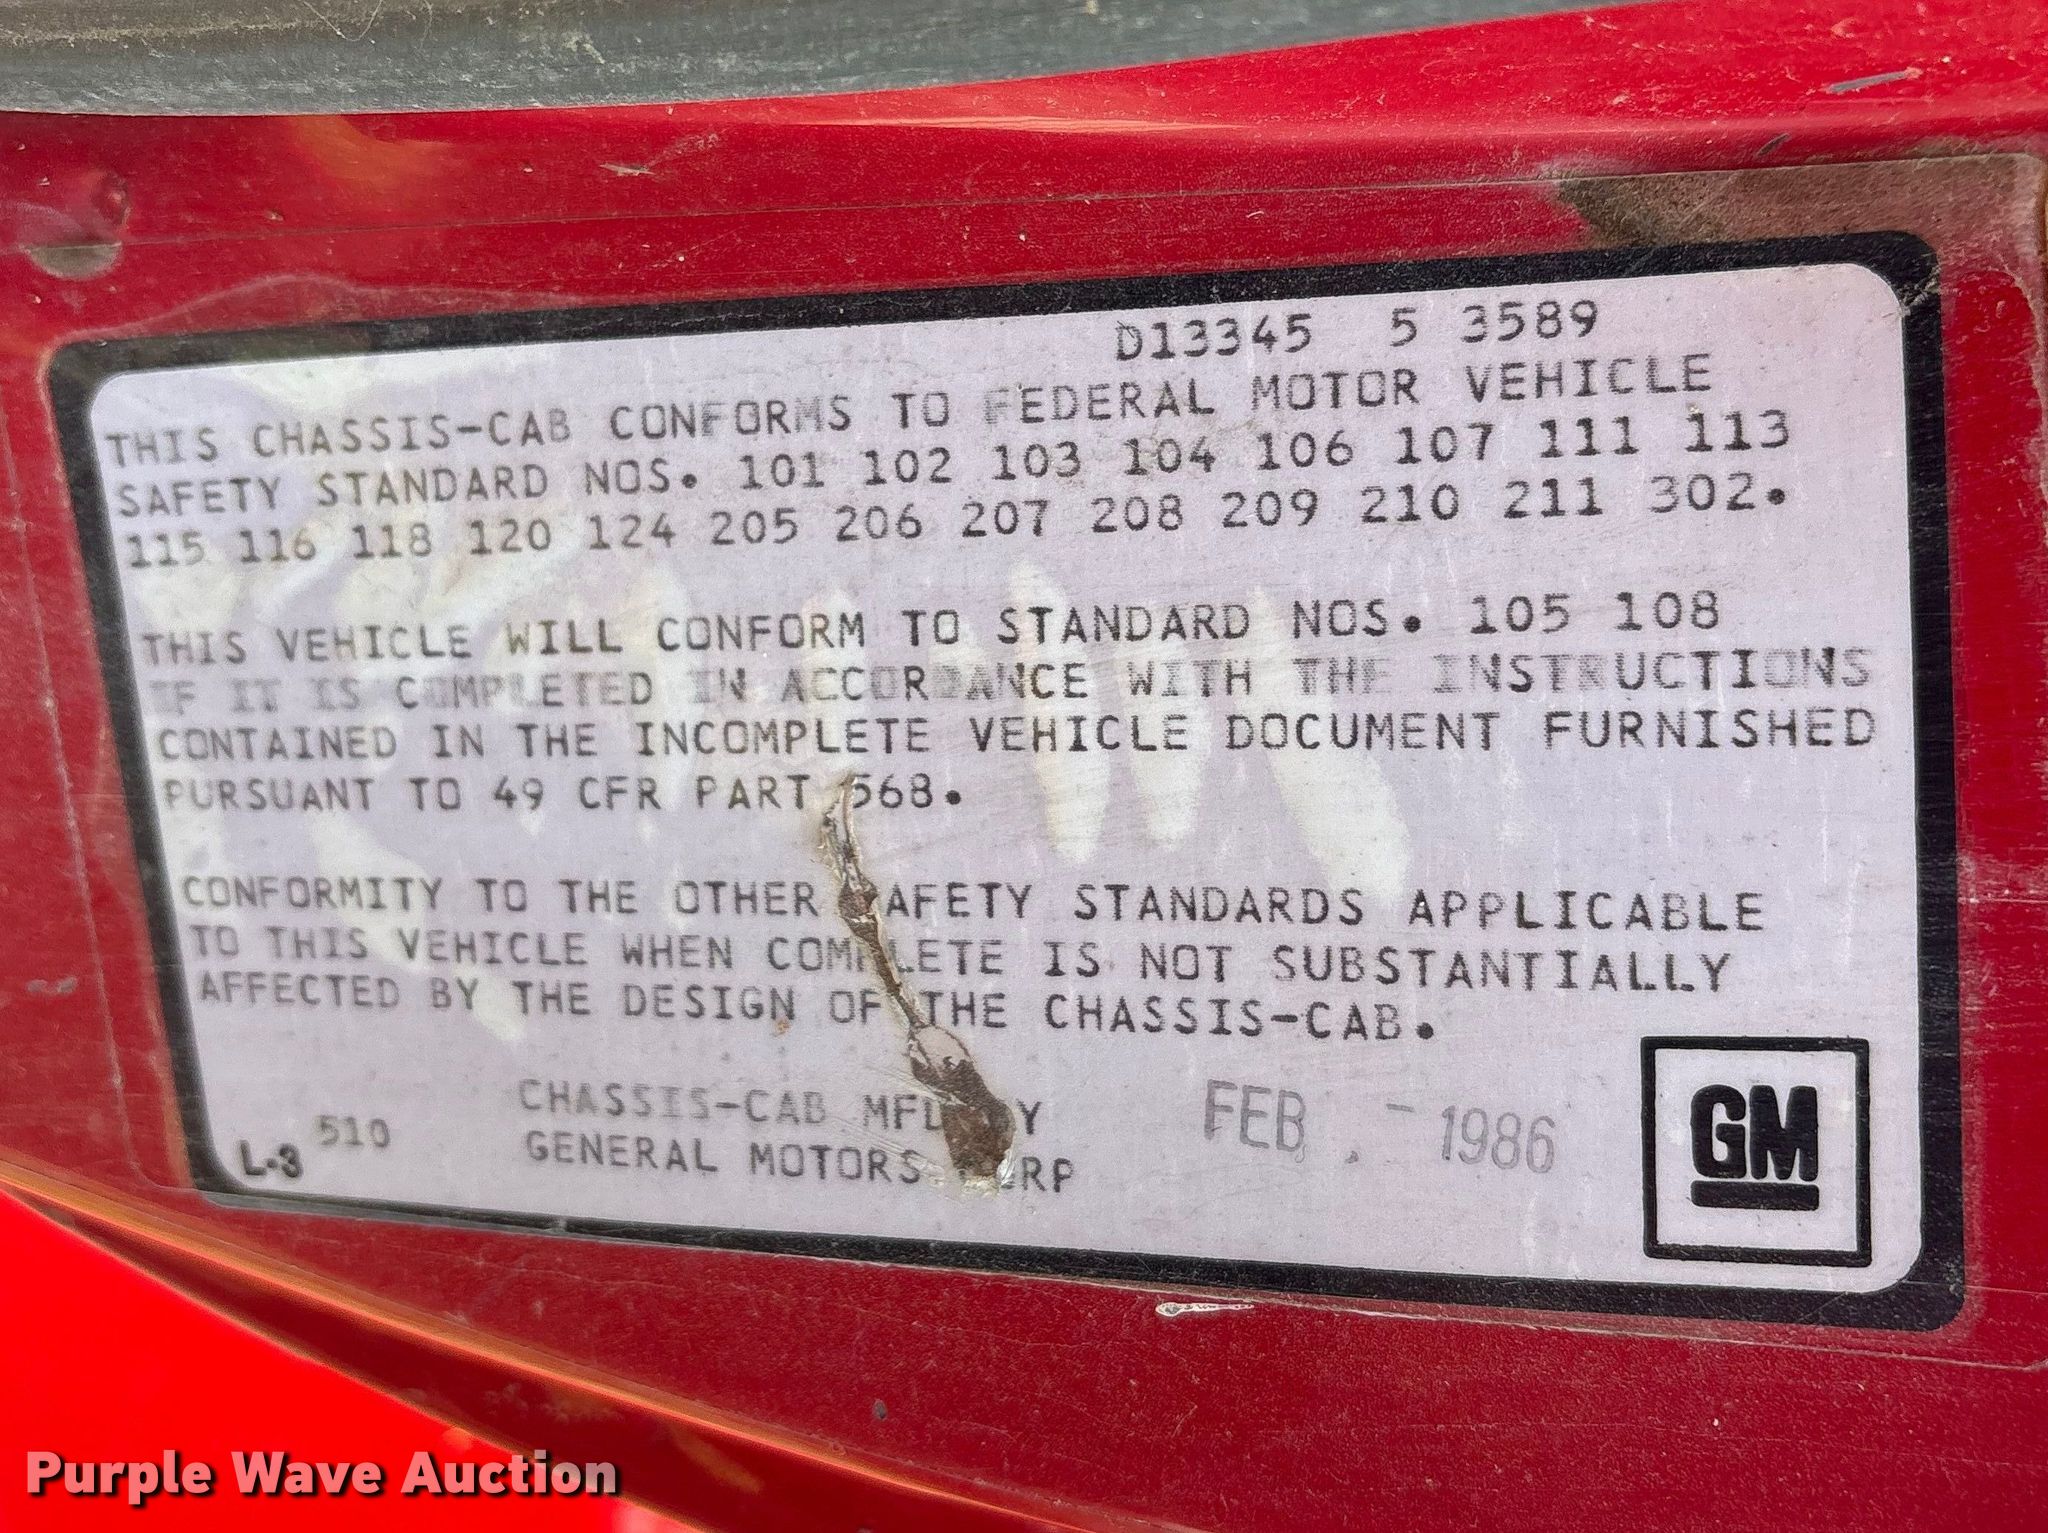 D13345 5 3589
THIS CHASSIS-CAB CONFORMS TO FEDERAL MOTOR VEHICLE
SAFETY STANDARD NOS. 101 102 103 104 106 107 111 113
115 116 118 120 124 205 206 207 208 209 210 211 302.
THIS VEHICLE WILL CONFORM TO STANDARD NOS. 105 108
IF IT IS COMPLETED IN ACCORDANCE WITH THE INSTRUCTIONS
CONTAINED IN THE INCOMPLETE VEHICLE DOCUMENT FURNISHED
PURSUANT TO 49 CFR PART 568.
CONFORMITY TO THE OTHER SAFETY STANDARDS APPLICABLE
TO THIS VEHICLE WHEN COMPLETE IS NOT SUBSTANTIALLY
AFFECTED BY THE DESIGN OF THE CHASSIS-CAB.
CHASSIS-CAB MFD BY FEB. - 1986
L-3 510 GENERAL MOTORS CORP
GM
Purple Wave Auction